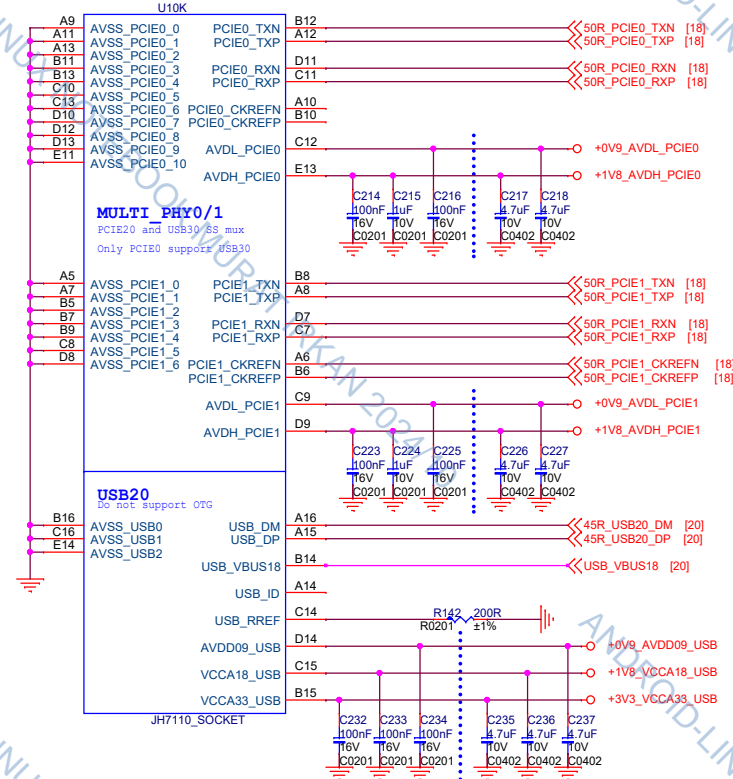 U10K
A9 AVSS_PCIE0_0 PCIE0_TXN B12 50R_PCIE0_TXN [18]
A11 AVSS_PCIE0_1 PCIE0_TXP A12 50R_PCIE0_TXP [18]
A13 AVSS_PCIE0_2
B11 AVSS_PCIE0_3 PCIE0_RXN D11 50R_PCIE0_RXN [18]
B13 AVSS_PCIE0_4 PCIE0_RXP C11 50R_PCIE0_RXP [18]
C10 AVSS_PCIE0_5
C13 AVSS_PCIE0_6 PCIE0_CKREFN A10
D10 AVSS_PCIE0_7 PCIE0_CKREFP B10
D12 AVSS_PCIE0_8
D13 AVSS_PCIE0_9 AVDL_PCIE0 C12 +0V9_AVDL_PCIE0
E11 AVSS_PCIE0_10
AVDH_PCIE0 E13 +1V8_AVDH_PCIE0
C214 C215 C216 C217 C218
100nF 1uF 100nF 4.7uF 4.7uF
16V 10V 16V 10V 10V
C0201 C0201 C0201 C0402 C0402
MULTI_PHY0/1
PCIE20 and USB30 SS mux
Only PCIE0 support USB30
A5 AVSS_PCIE1_0 PCIE1_TXN B8 50R_PCIE1_TXN [18]
A7 AVSS_PCIE1_1 PCIE1_TXP A8 50R_PCIE1_TXP [18]
B5 AVSS_PCIE1_2
B7 AVSS_PCIE1_3 PCIE1_RXN D7 50R_PCIE1_RXN [18]
B9 AVSS_PCIE1_4 PCIE1_RXP C7 50R_PCIE1_RXP [18]
C8 AVSS_PCIE1_5
D8 AVSS_PCIE1_6 PCIE1_CKREFN A6 50R_PCIE1_CKREFN [18]
PCIE1_CKREFP B6 50R_PCIE1_CKREFP [18]
AVDL_PCIE1 C9 +0V9_AVDL_PCIE1
AVDH_PCIE1 D9 +1V8_AVDH_PCIE1
C223 C224 C225 C226 C227
100nF 1uF 100nF 4.7uF 4.7uF
16V 10V 16V 10V 10V
C0201 C0201 C0201 C0402 C0402
USB20
Do not support OTG
B16 AVSS_USB0 USB_DM A16 45R_USB20_DM [20]
C16 AVSS_USB1 USB_DP A15 45R_USB20_DP [20]
E14 AVSS_USB2
USB_VBUS18 B14 USB_VBUS18 [20]
USB_ID A14
USB_RREF C14 R142 200R
R0201 ±1%
AVDD09_USB D14 +0V9_AVDD09_USB
VCCA18_USB C15 +1V8_VCCA18_USB
VCCA33_USB B15 +3V3_VCCA33_USB
JH7110_SOCKET
C232 C233 C234 C235 C236 C237
100nF 100nF 100nF 4.7uF 4.7uF 4.7uF
16V 16V 16V 10V 10V 10V
C0201 C0201 C0201 C0402 C0402 C0402